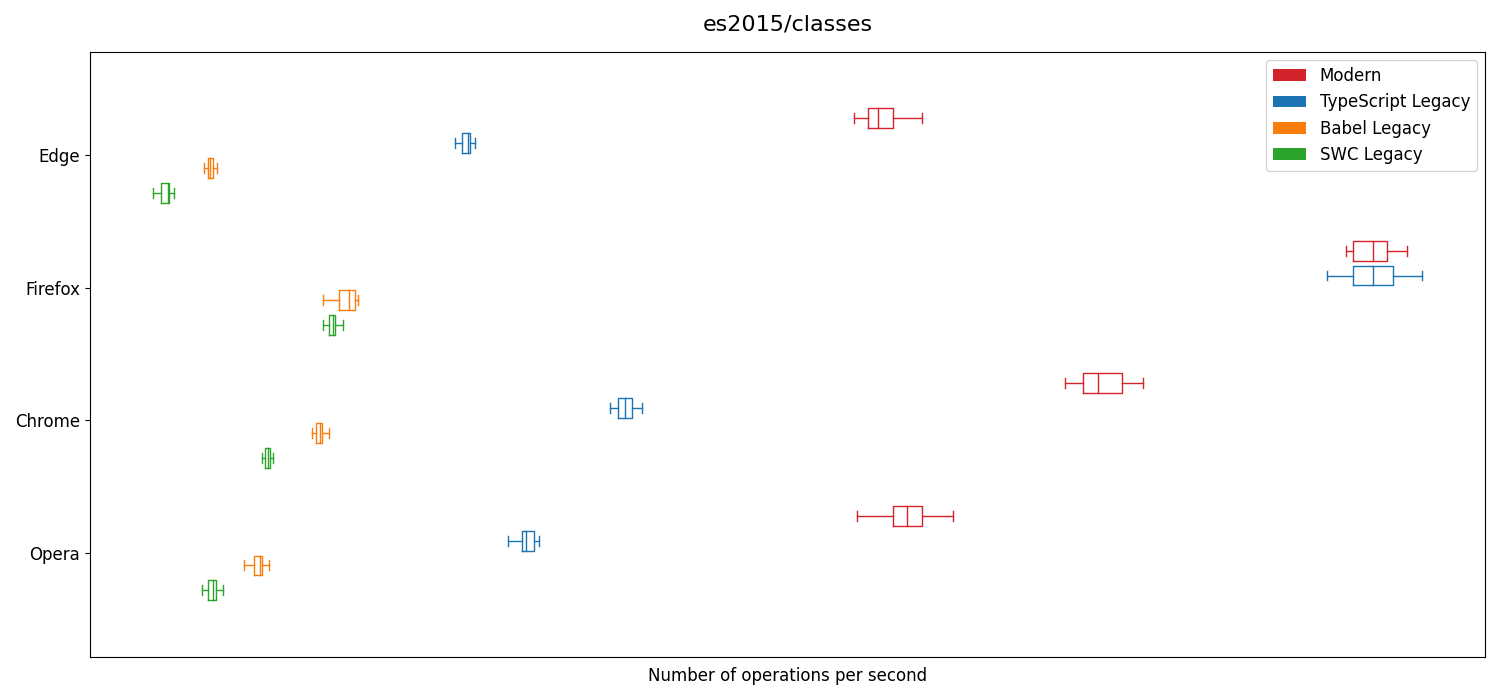 es2015/classes
Modern
TypeScript Legacy
Babel Legacy
SWC Legacy
Edge
Firefox
Chrome
Opera
Number of operations per second